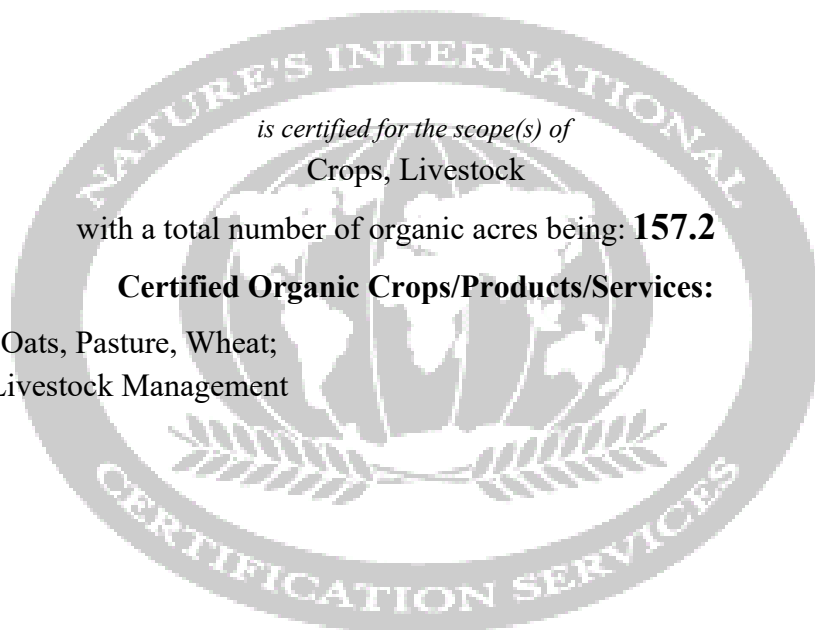 NATURE'S INTERNATIONAL
is certified for the scope(s) of
Crops, Livestock
with a total number of organic acres being: 157.2
Certified Organic Crops/Products/Services:
Oats, Pasture, Wheat;
Livestock Management
CERTIFICATION SERVICES